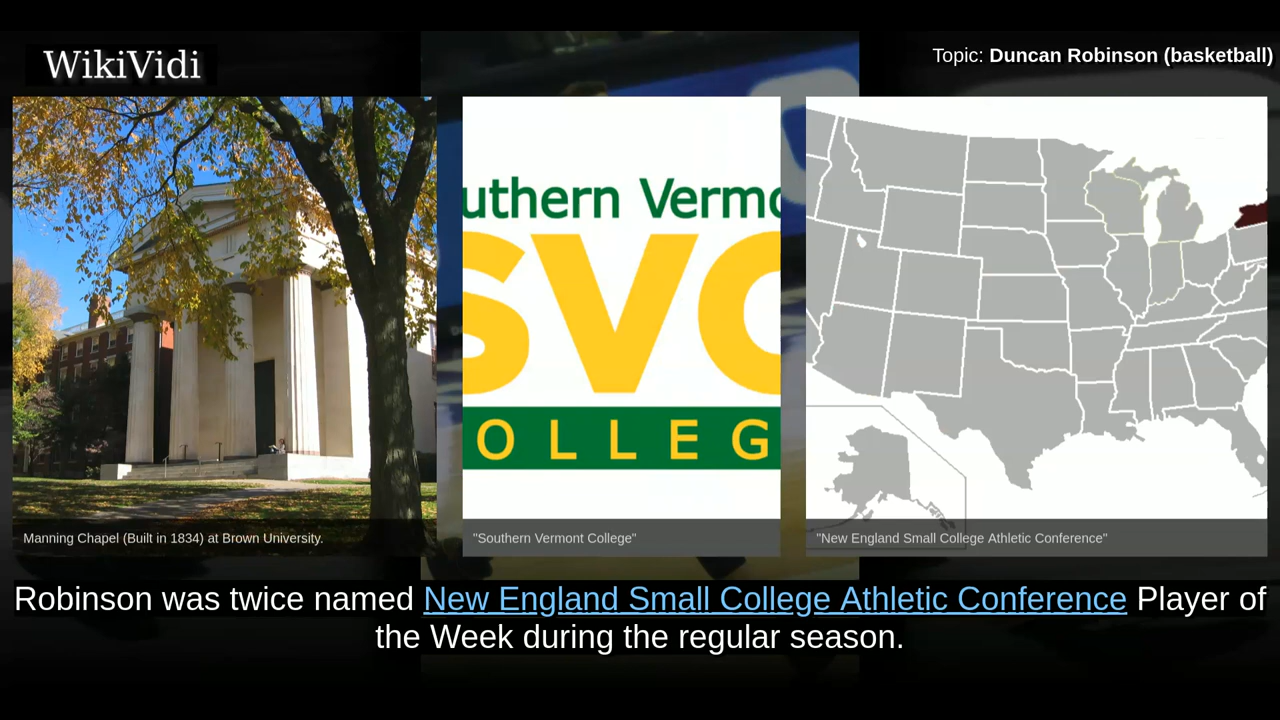 WikiVidi
Topic: Duncan Robinson (basketball)
uthern Vermo
SVC
OLLEG
Manning Chapel (Built in 1834) at Brown University.
"Southern Vermont College"
"New England Small College Athletic Conference"
Robinson was twice named New England Small College Athletic Conference Player of
the Week during the regular season.